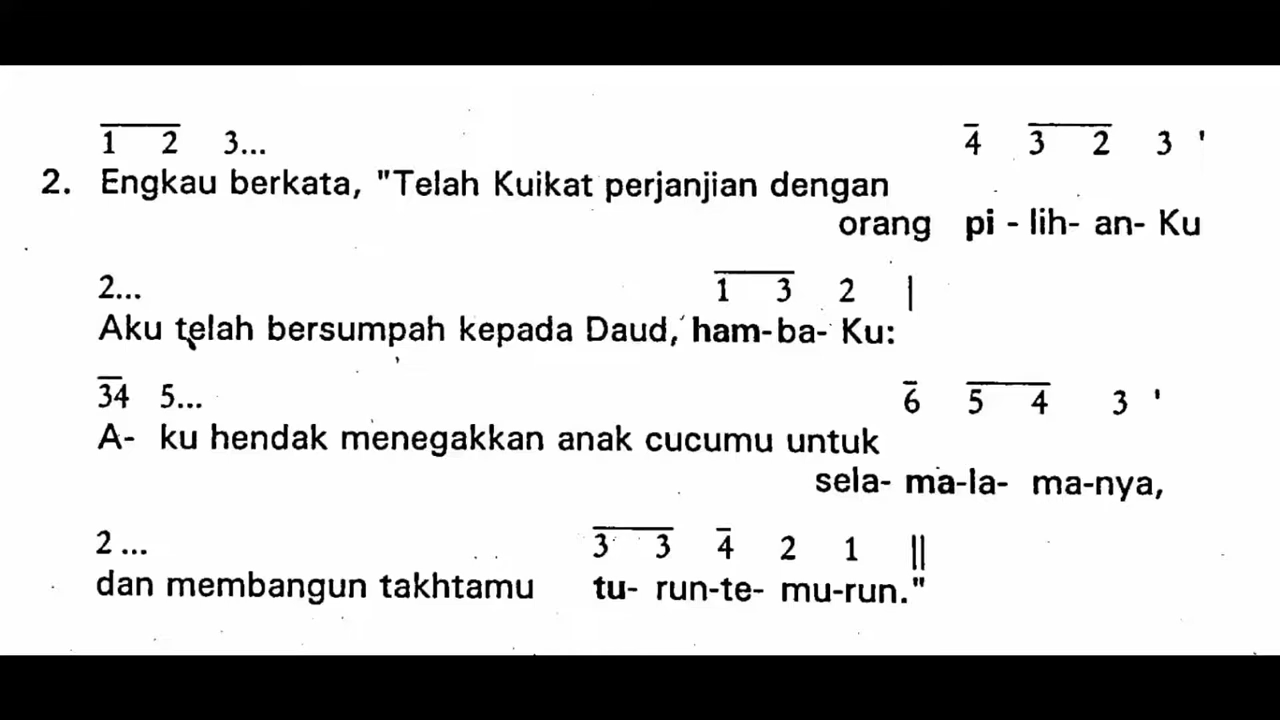 1 2 3... 4 3 2 3 '
2. Engkau berkata, "Telah Kuikat perjanjian dengan
orang pi - lih- an- Ku
2... 1 3 2 |
Aku telah bersumpah kepada Daud, ham-ba- Ku:
34 5... 6 5 4 3 '
A- ku hendak menegakkan anak cucumu untuk
sela- ma-la- ma-nya,
2 ... 3 3 4 2 1 ||
dan membangun takhtamu tu- run-te- mu-run."